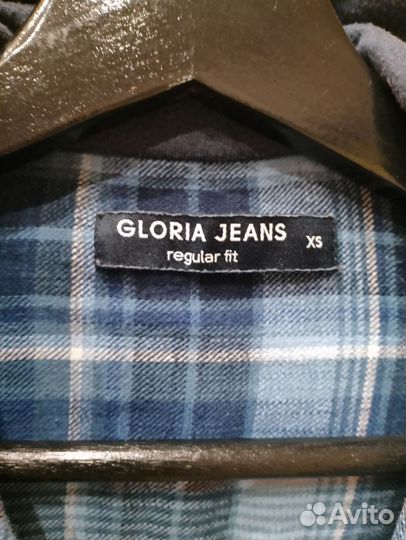 GLORIA JEANS XS
regular fit
Avito